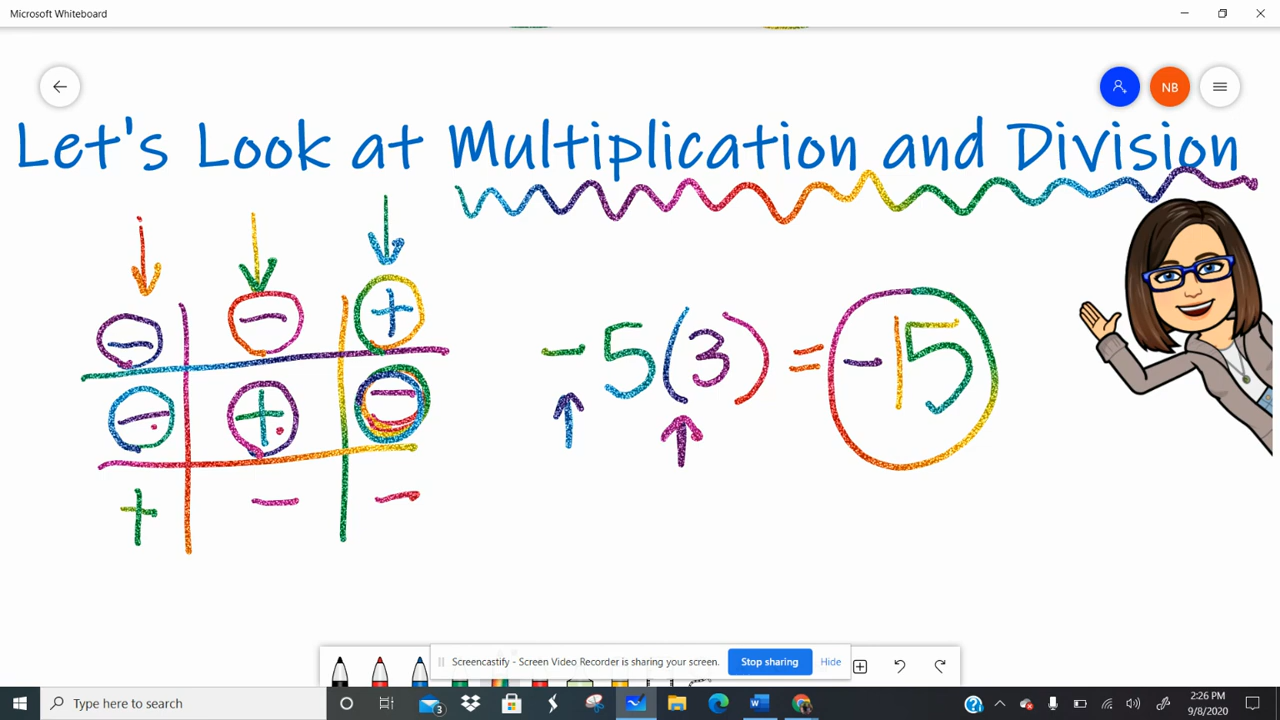 Microsoft Whiteboard
NB
Let's Look at Multiplication and Division
- - +
- + -
+ - -
-5(3) = -15
Screencastify - Screen Video Recorder is sharing your screen.
Stop sharing
Hide
Type here to search
3
2:26 PM
9/8/2020